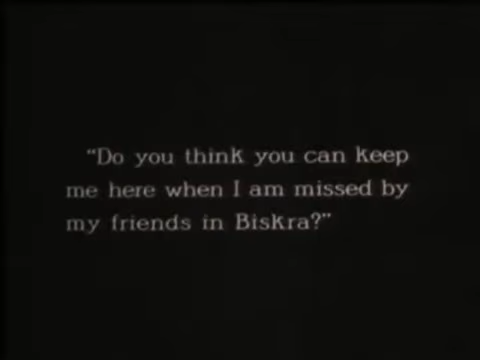 “Do you think you can keep
me here when I am missed by
my friends in Biskra?”